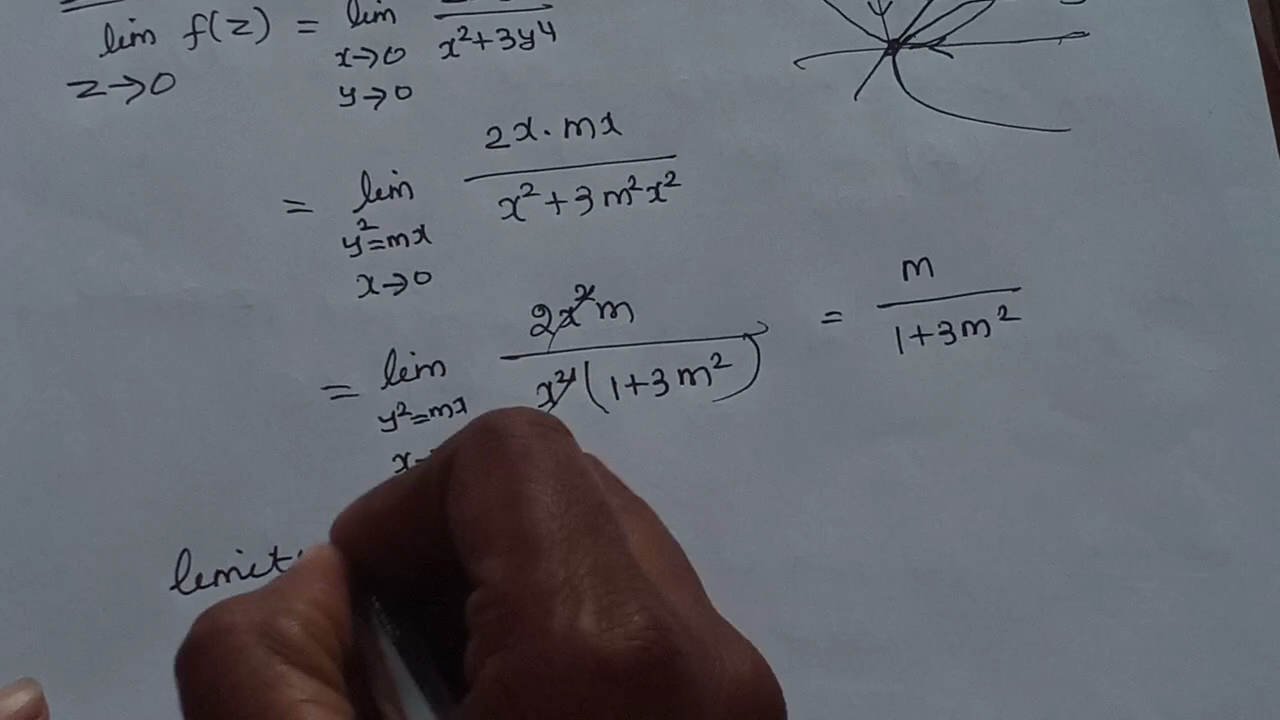 lim f(z) = lim / x²+3y⁴
z→0 x→0
y→0
= lim 2x·mx / x²+3m²x²
y²=mx
x→0
= lim 2x²m / x²(1+3m²) = m / 1+3m²
y²=mx
x-
limit